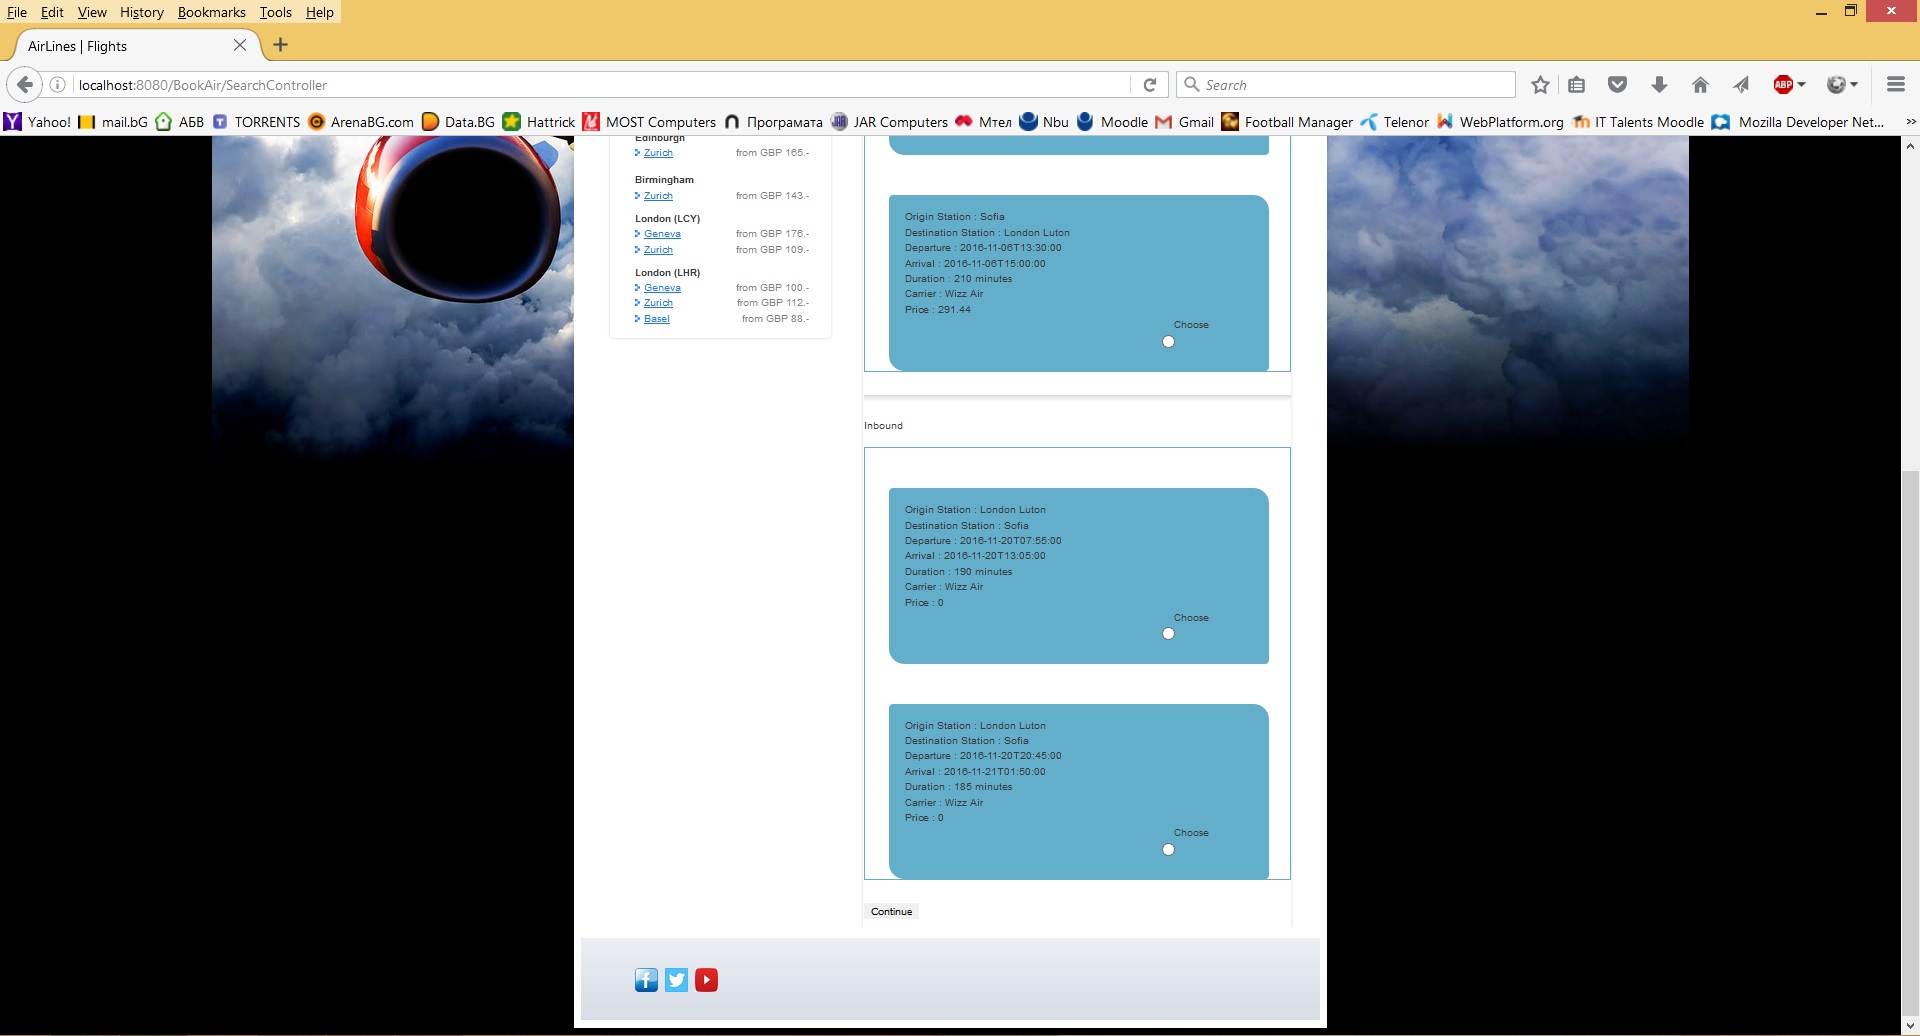 File Edit View History Bookmarks Tools Help
AirLines | Flights
localhost:8080/BookAir/SearchController
Search
ABP
Yahoo! mail.bG АБВ TORRENTS ArenaBG.com Data.BG Hattrick MOST Computers Програмата JAR Computers Мтел Nbu Moodle Gmail Football Manager Telenor WebPlatform.org IT Talents Moodle Mozilla Developer Net...
Edinburgh
Zurich from GBP 165.-
Birmingham
Zurich from GBP 143.-
London (LCY)
Geneva from GBP 176.-
Zurich from GBP 109.-
London (LHR)
Geneva from GBP 100.-
Zurich from GBP 112.-
Basel from GBP 88.-
Origin Station : Sofia
Destination Station : London Luton
Departure : 2016-11-06T13:30:00
Arrival : 2016-11-06T15:00:00
Duration : 210 minutes
Carrier : Wizz Air
Price : 291.44
Choose
Inbound
Origin Station : London Luton
Destination Station : Sofia
Departure : 2016-11-20T07:55:00
Arrival : 2016-11-20T13:05:00
Duration : 190 minutes
Carrier : Wizz Air
Price : 0
Choose
Origin Station : London Luton
Destination Station : Sofia
Departure : 2016-11-20T20:45:00
Arrival : 2016-11-21T01:50:00
Duration : 185 minutes
Carrier : Wizz Air
Price : 0
Choose
Continue